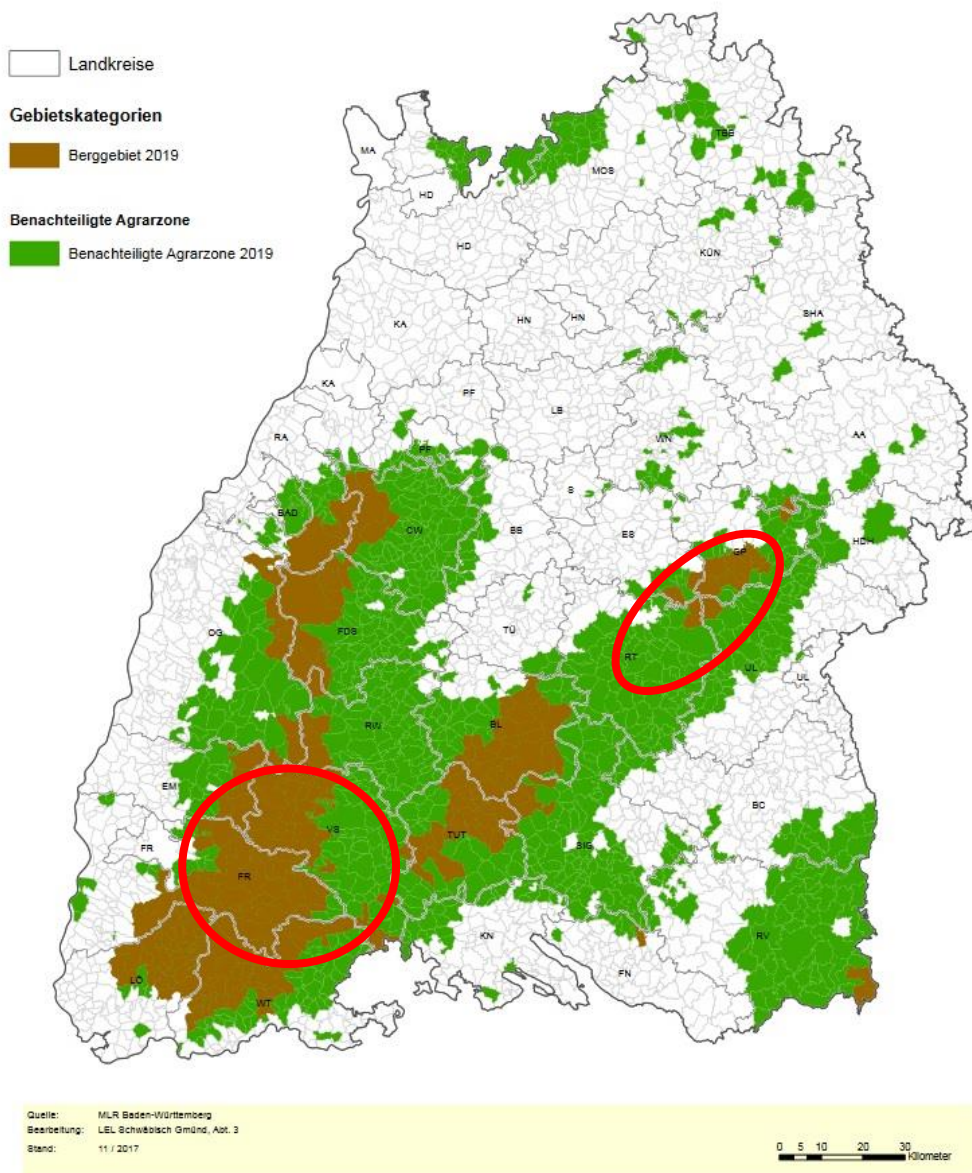 Landkreise
Gebietskategorien
Berggebiet 2019
Benachteiligte Agrarzone
Benachteiligte Agrarzone 2019
MA
TBB
MOS
HD
HD
KÜN
KA
HN
HN
SHA
KA
PF
LB
RA
PF
WN
AA
S
BAD
CW
BB
ES
GP
HDH
OG
FDS
TÜ
RT
UL
UL
RW
BL
EM
BC
VS
TUT
FR
FR
SIG
RV
KN
FN
LÖ
WT
Quelle: MLR Baden-Württemberg
Bearbeitung: LEL Schwäbisch Gmünd, Abt. 3
Stand: 11 / 2017
0 5 10 20 30
Kilometer